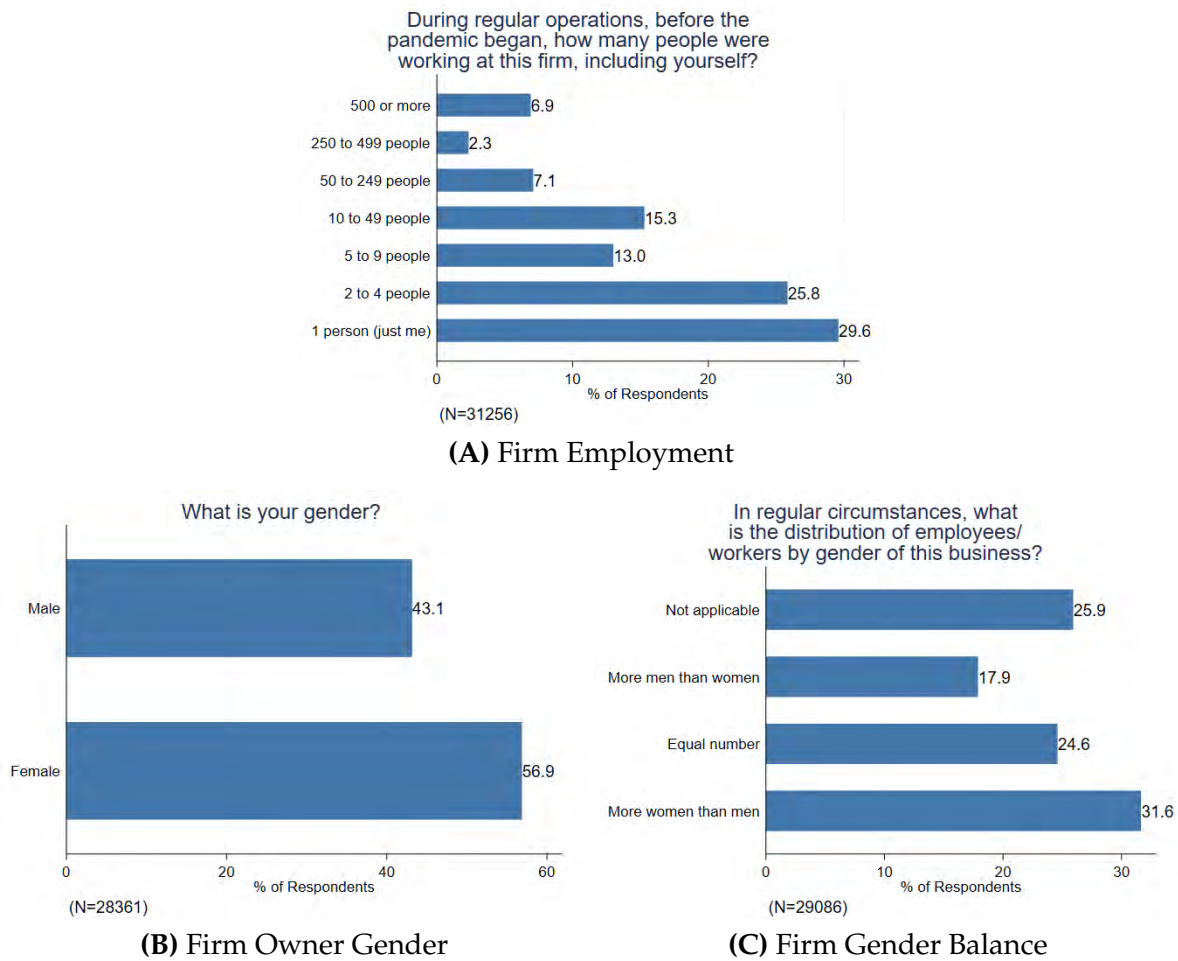 During regular operations, before the
pandemic began, how many people were
working at this firm, including yourself?
500 or more
6.9
250 to 499 people
2.3
50 to 249 people
7.1
10 to 49 people
15.3
5 to 9 people
13.0
2 to 4 people
25.8
1 person (just me)
29.6
0 10 20 30
% of Respondents
(N=31256)
(A) Firm Employment
What is your gender?
Male
43.1
Female
56.9
0 20 40 60
% of Respondents
(N=28361)
(B) Firm Owner Gender
In regular circumstances, what
is the distribution of employees/
workers by gender of this business?
Not applicable
25.9
More men than women
17.9
Equal number
24.6
More women than men
31.6
0 10 20 30
% of Respondents
(N=29086)
(C) Firm Gender Balance